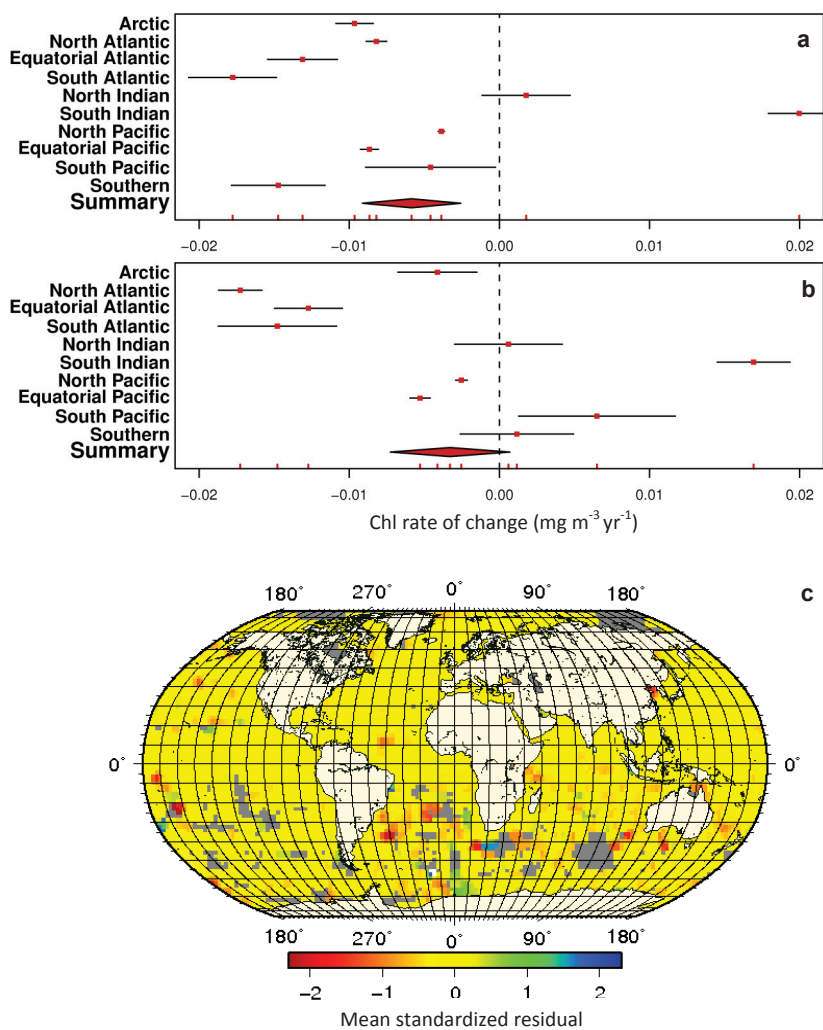 a
Arctic
North Atlantic
Equatorial Atlantic
South Atlantic
North Indian
South Indian
North Pacific
Equatorial Pacific
South Pacific
Southern
Summary
−0.02 −0.01 0.00 0.01 0.02
b
Arctic
North Atlantic
Equatorial Atlantic
South Atlantic
North Indian
South Indian
North Pacific
Equatorial Pacific
South Pacific
Southern
Summary
−0.02 −0.01 0.00 0.01 0.02
Chl rate of change (mg m⁻³ yr⁻¹)
c
180° 270° 0° 90° 180°
0° 0°
180° 270° 0° 90° 180°
−2 −1 0 1 2
Mean standardized residual